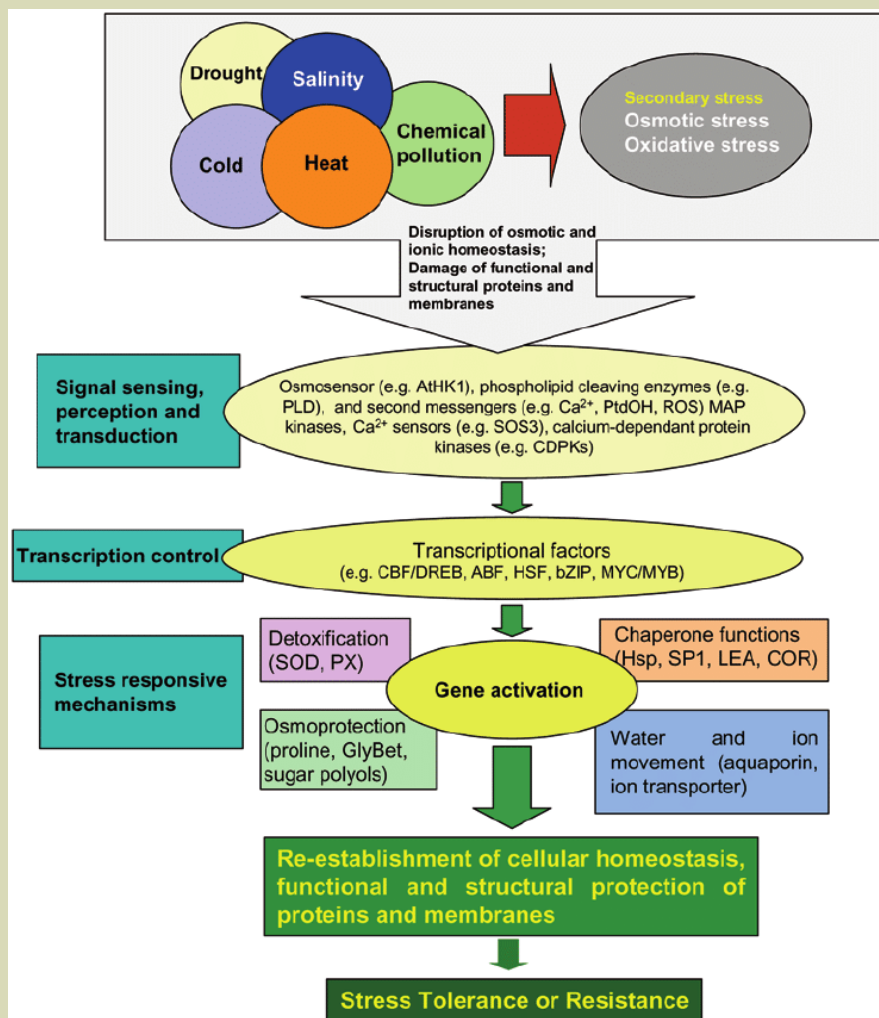 Drought
Salinity
Cold
Heat
Chemical
pollution
Secondary stress
Osmotic stress
Oxidative stress
Disruption of osmotic and
ionic homeostasis;
Damage of functional and
structural proteins and
membranes
Signal sensing,
perception and
transduction
Osmosensor (e.g. AtHK1), phospholipid cleaving enzymes (e.g.
PLD), and second messengers (e.g. Ca²⁺, PtdOH, ROS) MAP
kinases, Ca²⁺ sensors (e.g. SOS3), calcium-dependant protein
kinases (e.g. CDPKs)
Transcription control
Transcriptional factors
(e.g. CBF/DREB, ABF, HSF, bZIP, MYC/MYB)
Stress responsive
mechanisms
Detoxification
(SOD, PX)
Chaperone functions
(Hsp, SP1, LEA, COR)
Gene activation
Osmoprotection
(proline, GlyBet,
sugar polyols)
Water and ion
movement (aquaporin,
ion transporter)
Re-establishment of cellular homeostasis,
functional and structural protection of
proteins and membranes
Stress Tolerance or Resistance